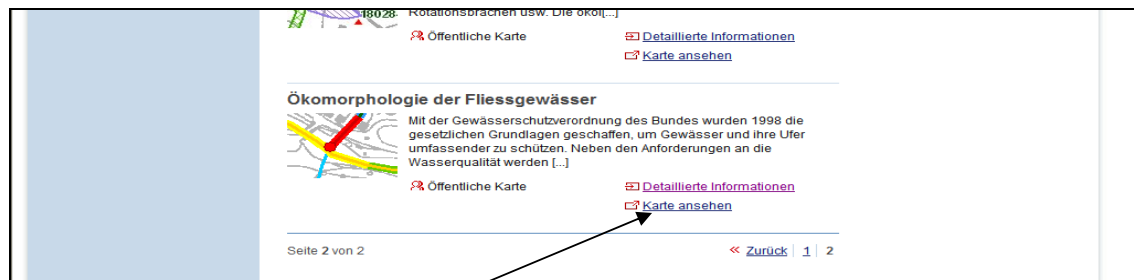 18028
Rotationsbrachen usw. Die ökol[...]
Öffentliche Karte
Detaillierte Informationen
Karte ansehen
Ökomorphologie der Fliessgewässer
Mit der Gewässerschutzverordnung des Bundes wurden 1998 die
gesetzlichen Grundlagen geschaffen, um Gewässer und ihre Ufer
umfassender zu schützen. Neben den Anforderungen an die
Wasserqualität werden [...]
Öffentliche Karte
Detaillierte Informationen
Karte ansehen
Seite 2 von 2
« Zurück | 1 | 2